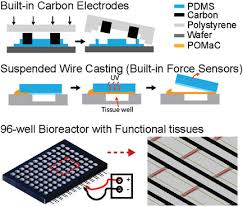 Built-in Carbon Electrodes
PDMS
Carbon
Polystyrene
Wafer
POMaC
Suspended Wire Casting (Built-in Force Sensors)
UV
Tissue well
96-well Bioreactor with Functional tissues